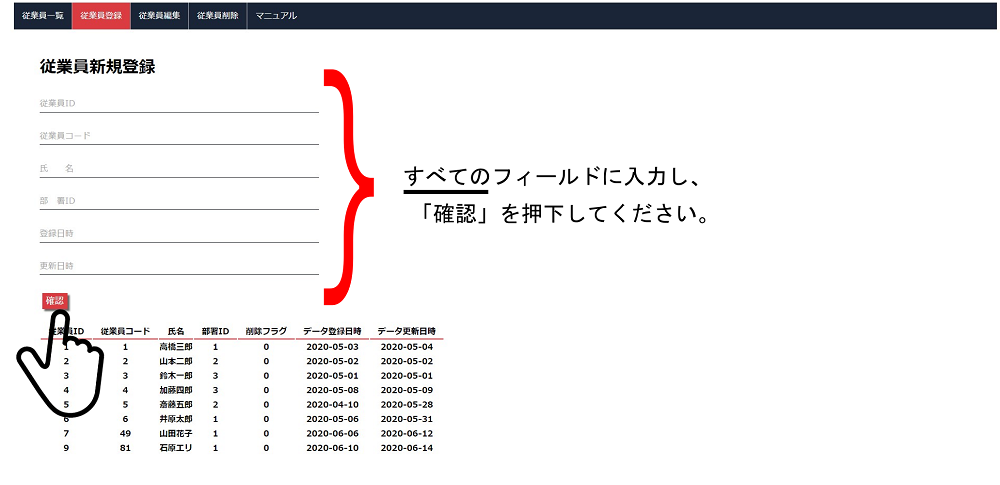 従業員一覧 従業員登録 従業員編集 従業員削除 マニュアル
従業員新規登録
従業員ID
従業員コード
氏 名
部 署ID
登録日時
更新日時
すべてのフィールドに入力し、
「確認」を押下してください。
確認
従業員ID 従業員コード 氏名 部署ID 削除フラグ データ登録日時 データ更新日時
1 1 高橋三郎 1 0 2020-05-03 2020-05-04
2 2 山本二郎 2 0 2020-05-02 2020-05-02
3 3 鈴木一郎 3 0 2020-05-01 2020-05-01
4 4 加藤四郎 3 0 2020-05-08 2020-05-09
5 5 斎藤五郎 2 0 2020-04-10 2020-05-28
6 6 井原太郎 1 0 2020-05-06 2020-05-31
7 49 山田花子 1 0 2020-06-06 2020-06-12
9 81 石原エリ 1 0 2020-06-10 2020-06-14